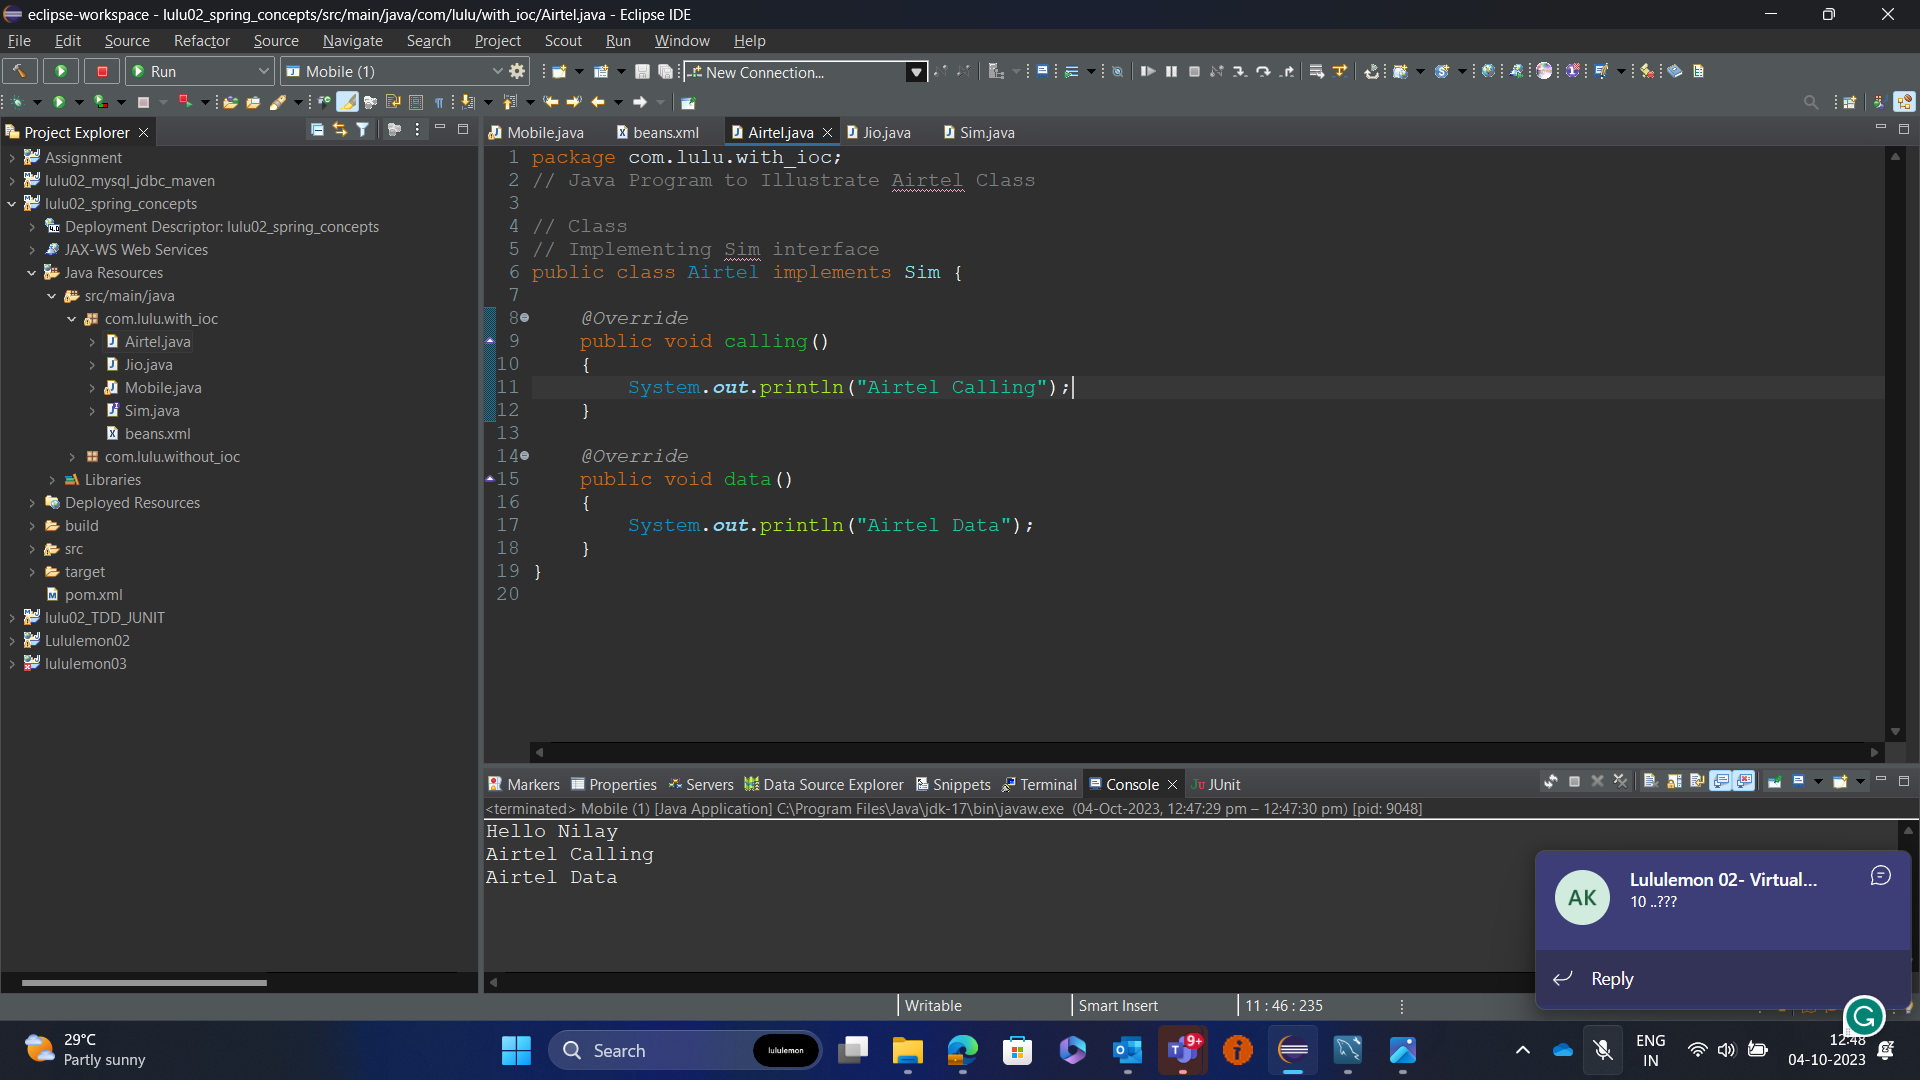 eclipse-workspace - lulu02_spring_concepts/src/main/java/com/lulu/with_ioc/Airtel.java - Eclipse IDE
File Edit Source Refactor Source Navigate Search Project Scout Run Window Help
Run Mobile (1) New Connection...
Project Explorer
Mobile.java beans.xml Airtel.java Jio.java Sim.java
Assignment
lulu02_mysql_jdbc_maven
lulu02_spring_concepts
Deployment Descriptor: lulu02_spring_concepts
JAX-WS Web Services
Java Resources
src/main/java
com.lulu.with_ioc
Airtel.java
Jio.java
Mobile.java
Sim.java
beans.xml
com.lulu.without_ioc
Libraries
Deployed Resources
build
src
target
pom.xml
lulu02_TDD_JUNIT
Lululemon02
lululemon03
1 package com.lulu.with_ioc;
2 // Java Program to Illustrate Airtel Class
3
4 // Class
5 // Implementing Sim interface
6 public class Airtel implements Sim {
7
8 @Override
9 public void calling()
10 {
11 System.out.println("Airtel Calling");
12 }
13
14 @Override
15 public void data()
16 {
17 System.out.println("Airtel Data");
18 }
19 }
20
Markers Properties Servers Data Source Explorer Snippets Terminal Console JUnit
<terminated> Mobile (1) [Java Application] C:\Program Files\Java\jdk-17\bin\javaw.exe (04-Oct-2023, 12:47:29 pm – 12:47:30 pm) [pid: 9048]
Hello Nilay
Airtel Calling
Airtel Data
AK
Lululemon 02- Virtual...
10 ..???
Reply
Writable Smart Insert 11 : 46 : 235
29°C
Partly sunny
Search
lululemon
9+
ENG
IN
12:48
04-10-2023